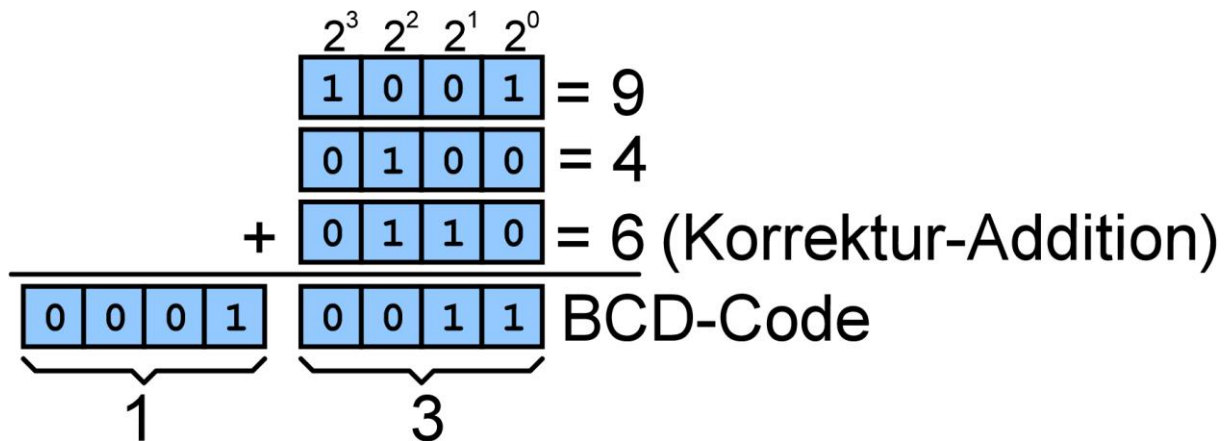 2³ 2² 2¹ 2⁰
1 0 0 1 = 9
0 1 0 0 = 4
+ 0 1 1 0 = 6 (Korrektur-Addition)
0 0 0 1 0 0 1 1 BCD-Code
1 3